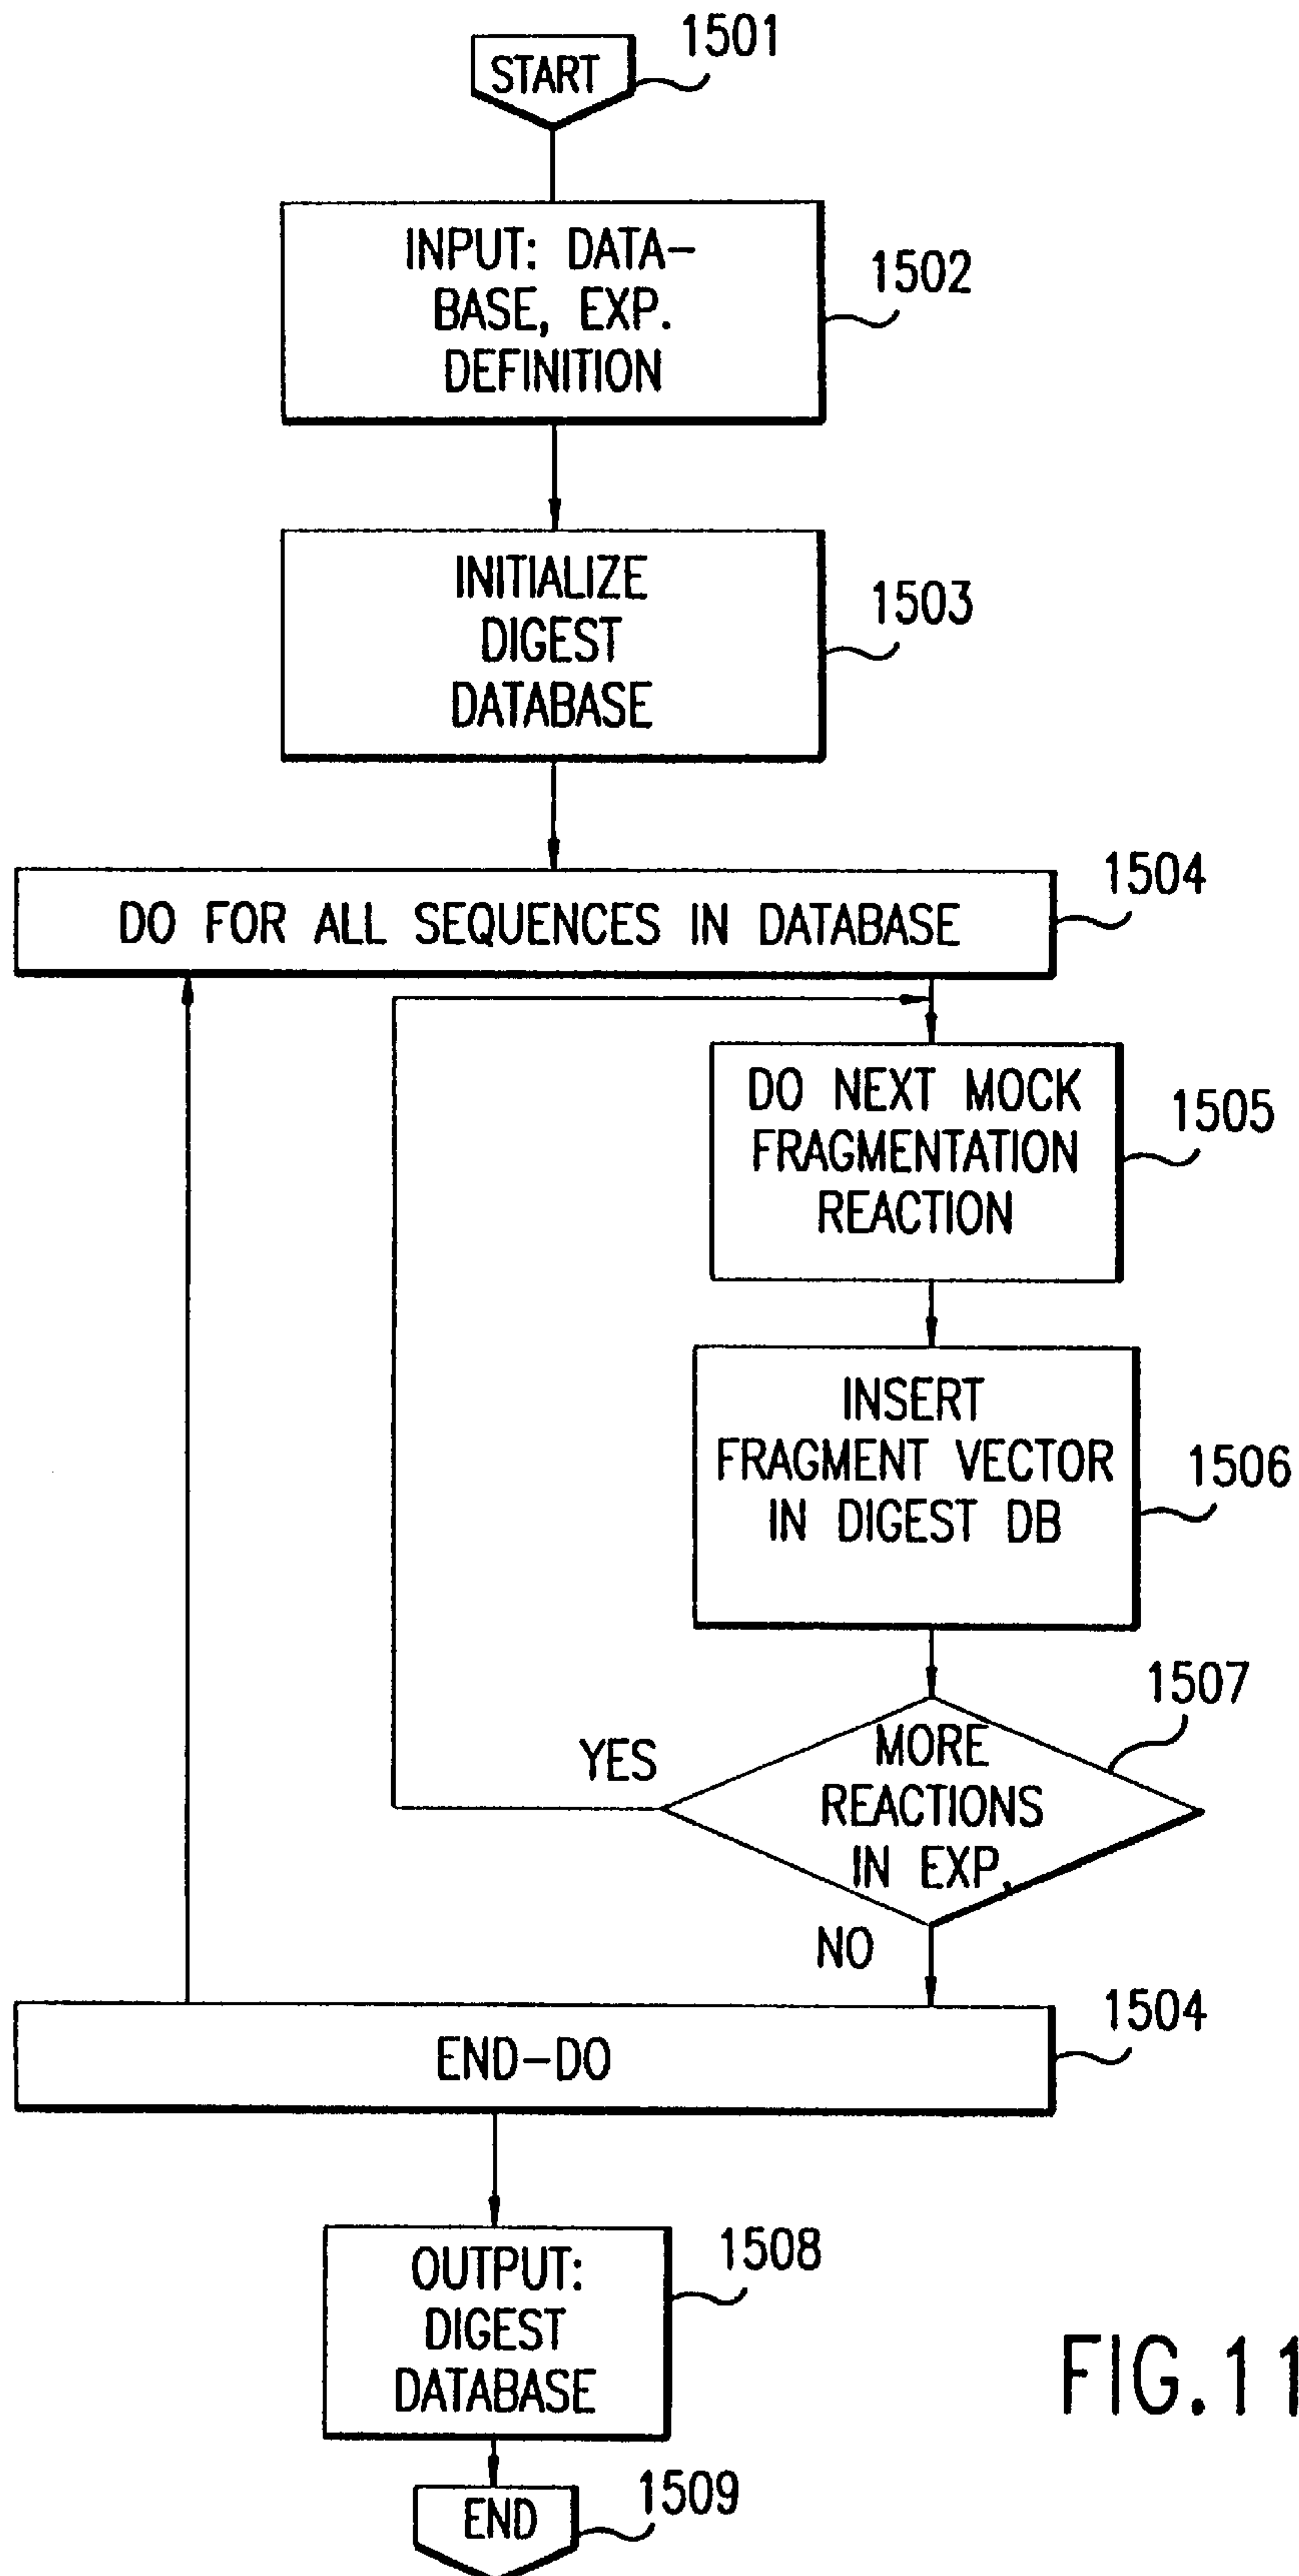 START
1501
INPUT: DATA-
BASE, EXP.
DEFINITION
1502
INITIALIZE
DIGEST
DATABASE
1503
DO FOR ALL SEQUENCES IN DATABASE
1504
DO NEXT MOCK
FRAGMENTATION
REACTION
1505
INSERT
FRAGMENT VECTOR
IN DIGEST DB
1506
MORE
REACTIONS
IN EXP.
1507
YES
NO
END-DO
1504
OUTPUT:
DIGEST
DATABASE
1508
END
1509
FIG.11